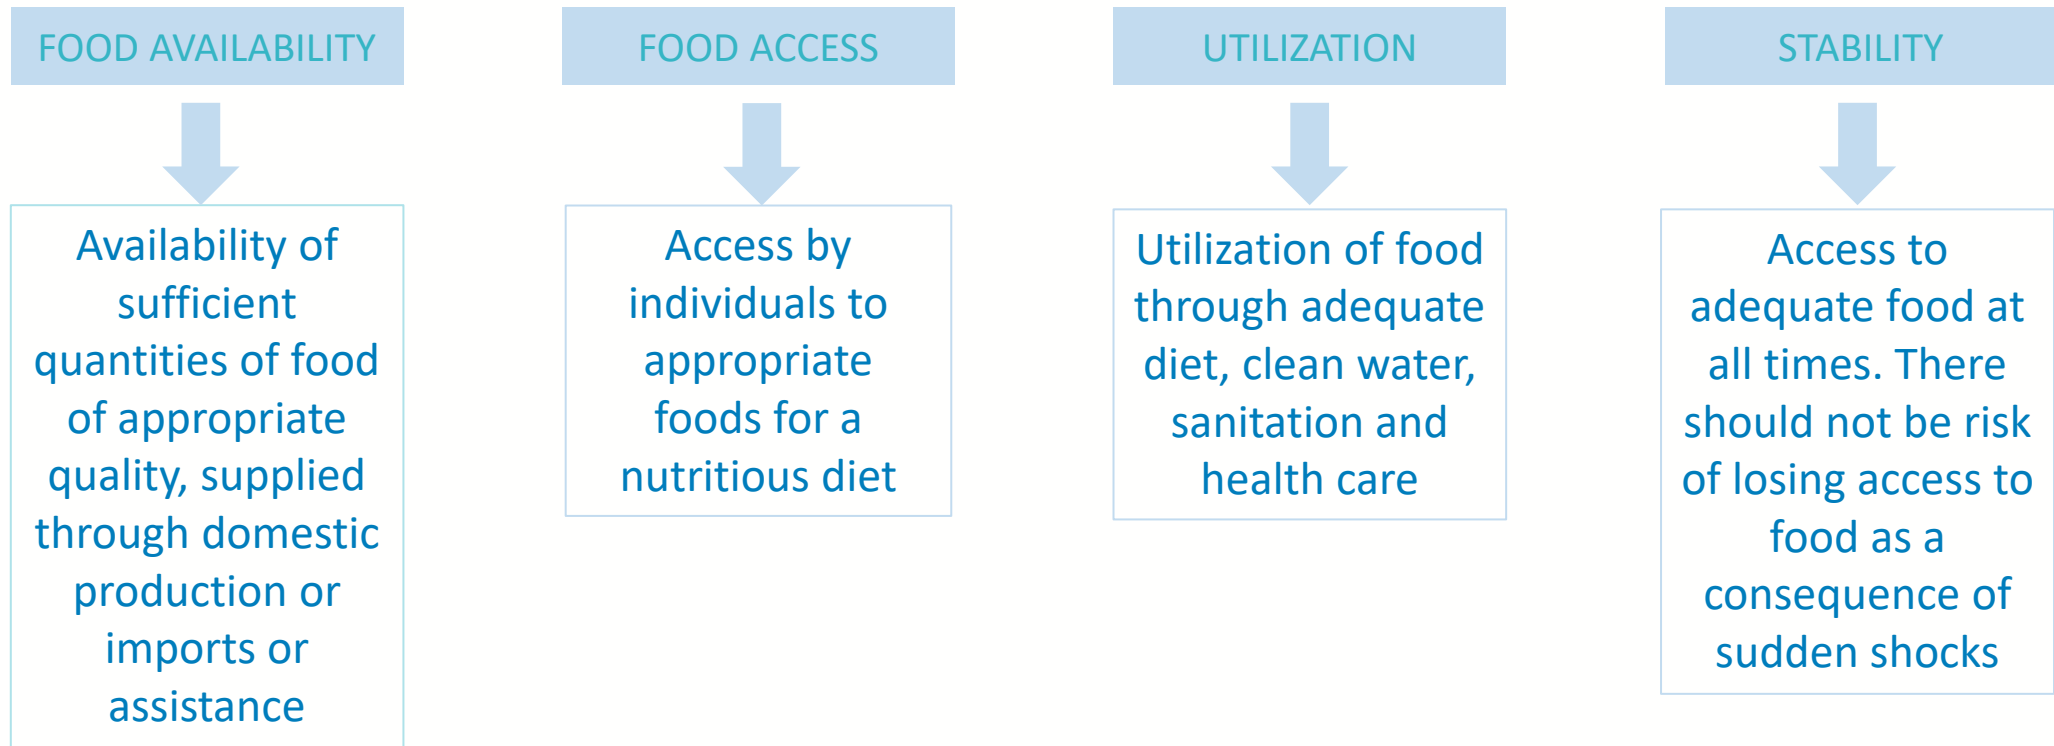 FOOD AVAILABILITY
Availability of
sufficient
quantities of food
of appropriate
quality, supplied
through domestic
production or
imports or
assistance
FOOD ACCESS
Access by
individuals to
appropriate
foods for a
nutritious diet
UTILIZATION
Utilization of food
through adequate
diet, clean water,
sanitation and
health care
STABILITY
Access to
adequate food at
all times. There
should not be risk
of losing access to
food as a
consequence of
sudden shocks